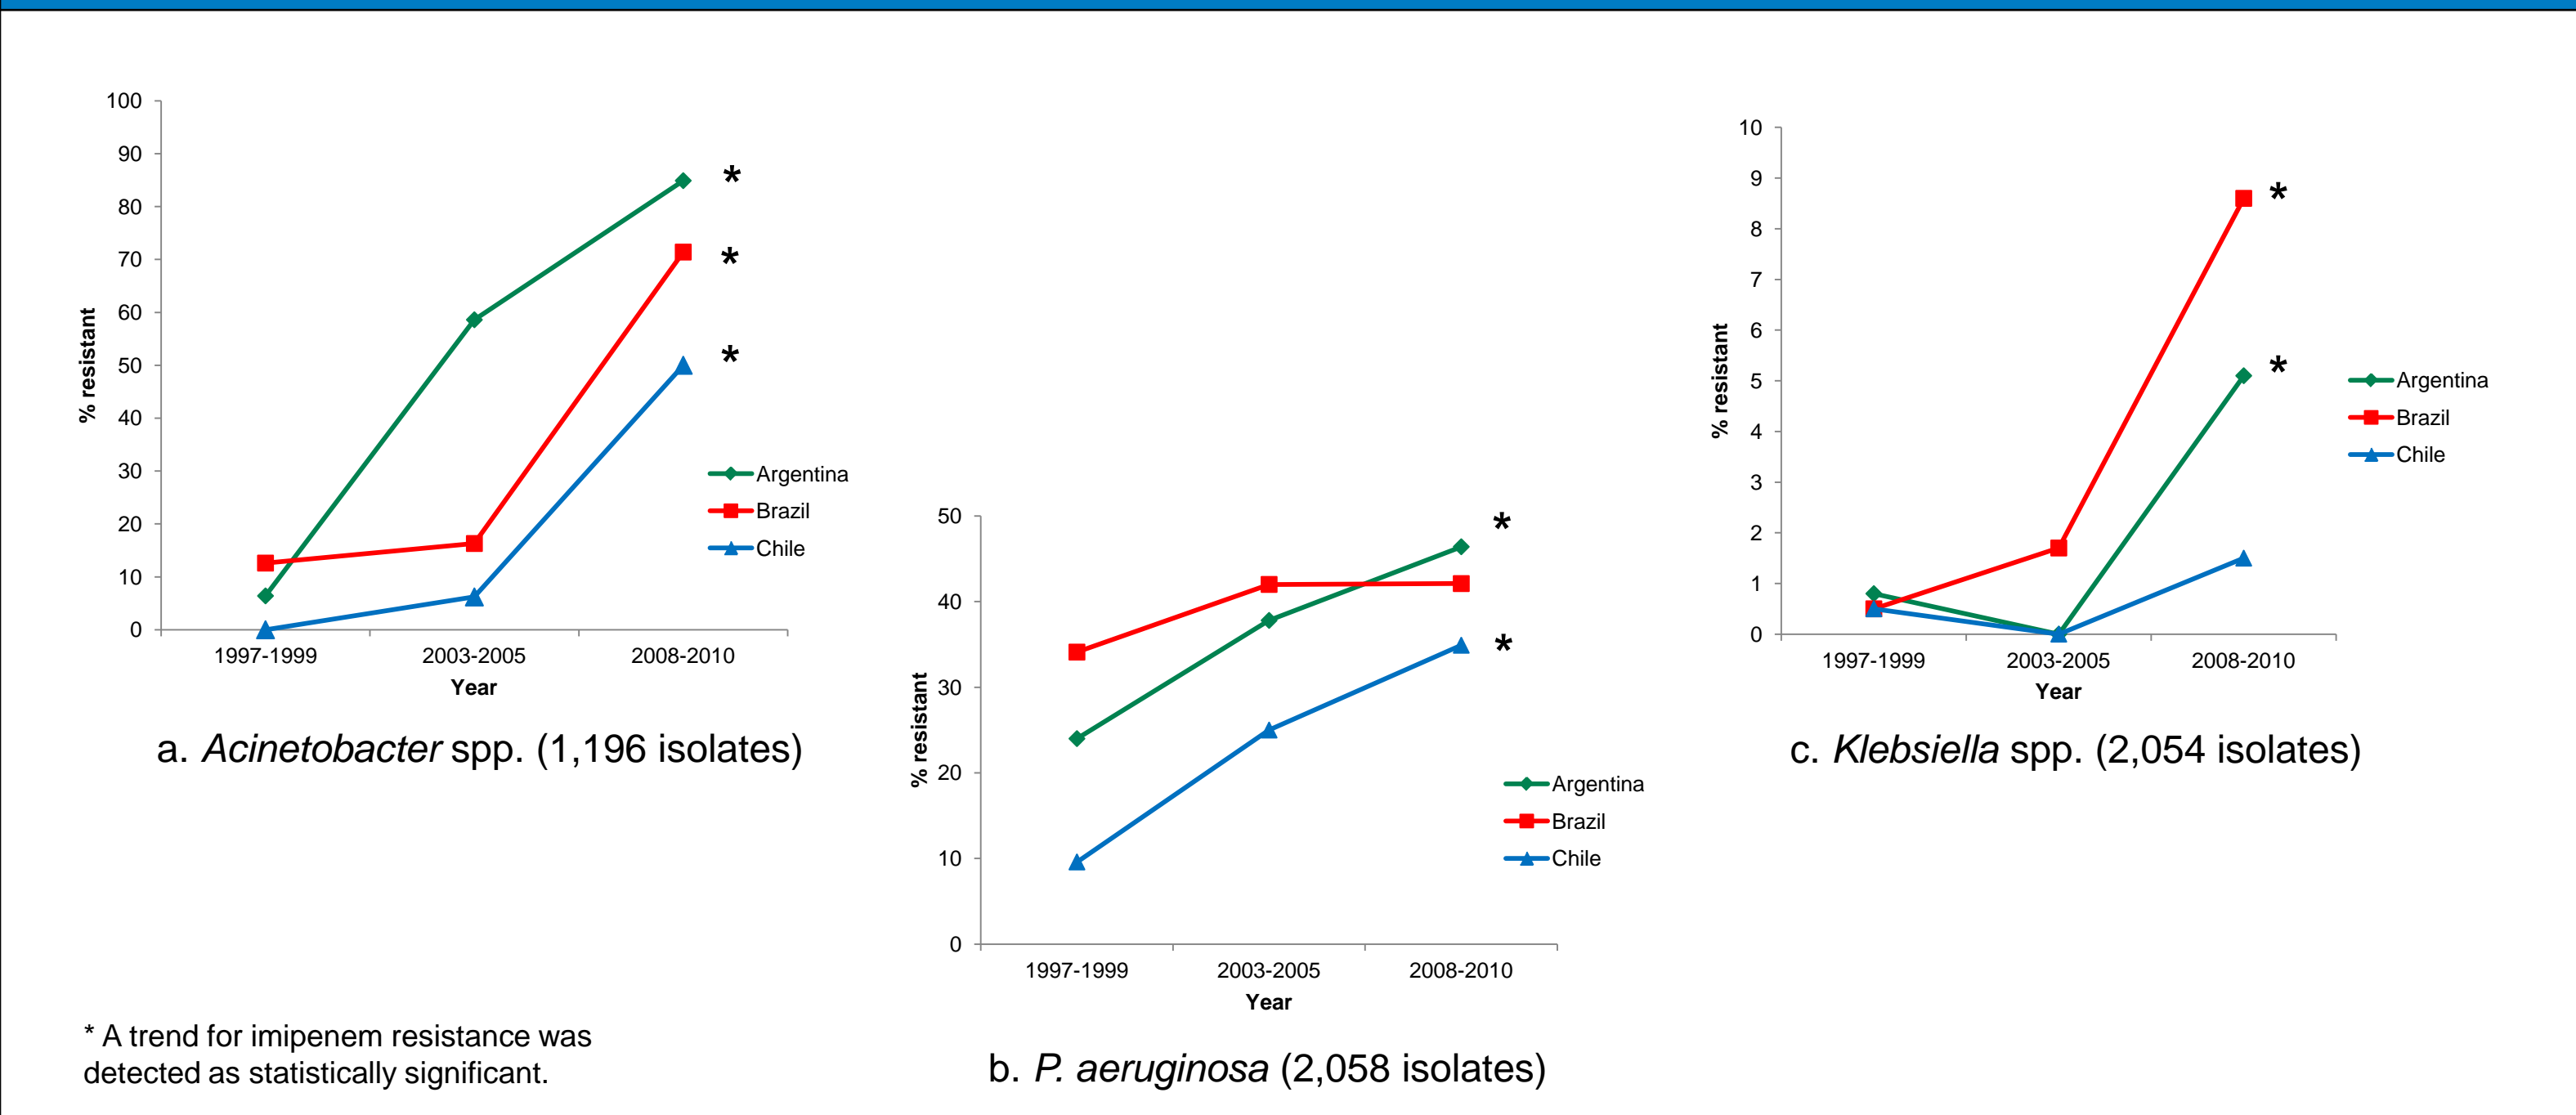 100
90
80
70
60
50
40
30
20
10
0
% resistant
1997-1999 2003-2005 2008-2010
Year
*
*
*
Argentina
Brazil
Chile
a. Acinetobacter spp. (1,196 isolates)
50
40
30
20
10
0
% resistant
1997-1999 2003-2005 2008-2010
Year
*
*
Argentina
Brazil
Chile
b. P. aeruginosa (2,058 isolates)
10
9
8
7
6
5
4
3
2
1
0
% resistant
1997-1999 2003-2005 2008-2010
Year
*
*
Argentina
Brazil
Chile
c. Klebsiella spp. (2,054 isolates)
* A trend for imipenem resistance was
detected as statistically significant.